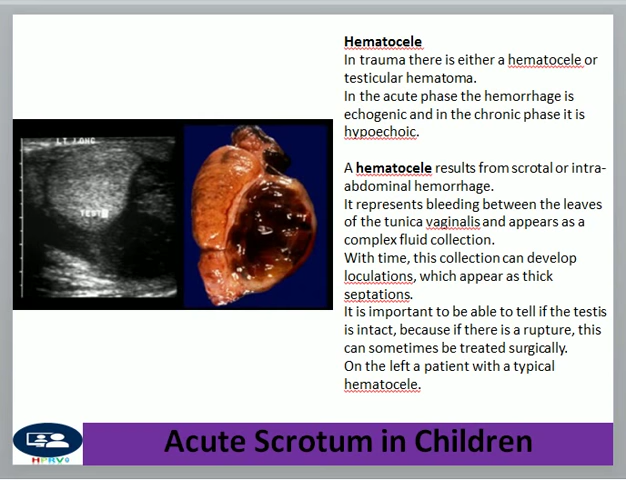 Hematocele
In trauma there is either a hematocele or
testicular hematoma.
In the acute phase the hemorrhage is
echogenic and in the chronic phase it is
hypoechoic.
A hematocele results from scrotal or intra-
abdominal hemorrhage.
It represents bleeding between the leaves
of the tunica vaginalis and appears as a
complex fluid collection.
With time, this collection can develop
loculations, which appear as thick
septations.
It is important to be able to tell if the testis
is intact, because if there is a rupture, this
can sometimes be treated surgically.
On the left a patient with a typical
hematocele.
LT LONG
Acute Scrotum in Children